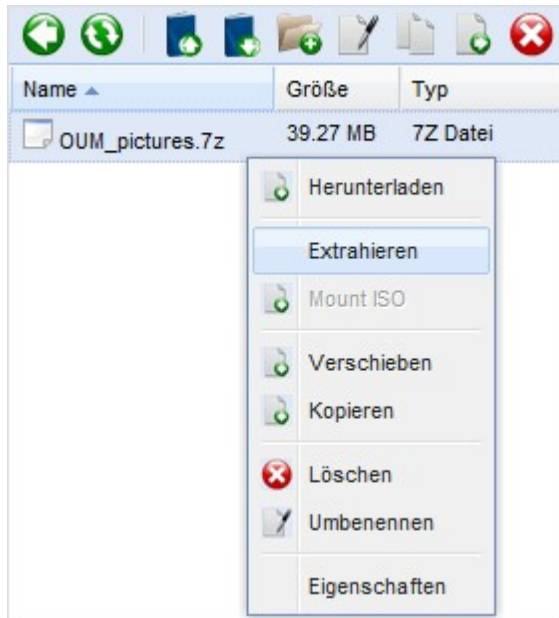 Name Größe Typ
OUM_pictures.7z 39.27 MB 7Z Datei
Herunterladen
Extrahieren
Mount ISO
Verschieben
Kopieren
Löschen
Umbenennen
Eigenschaften